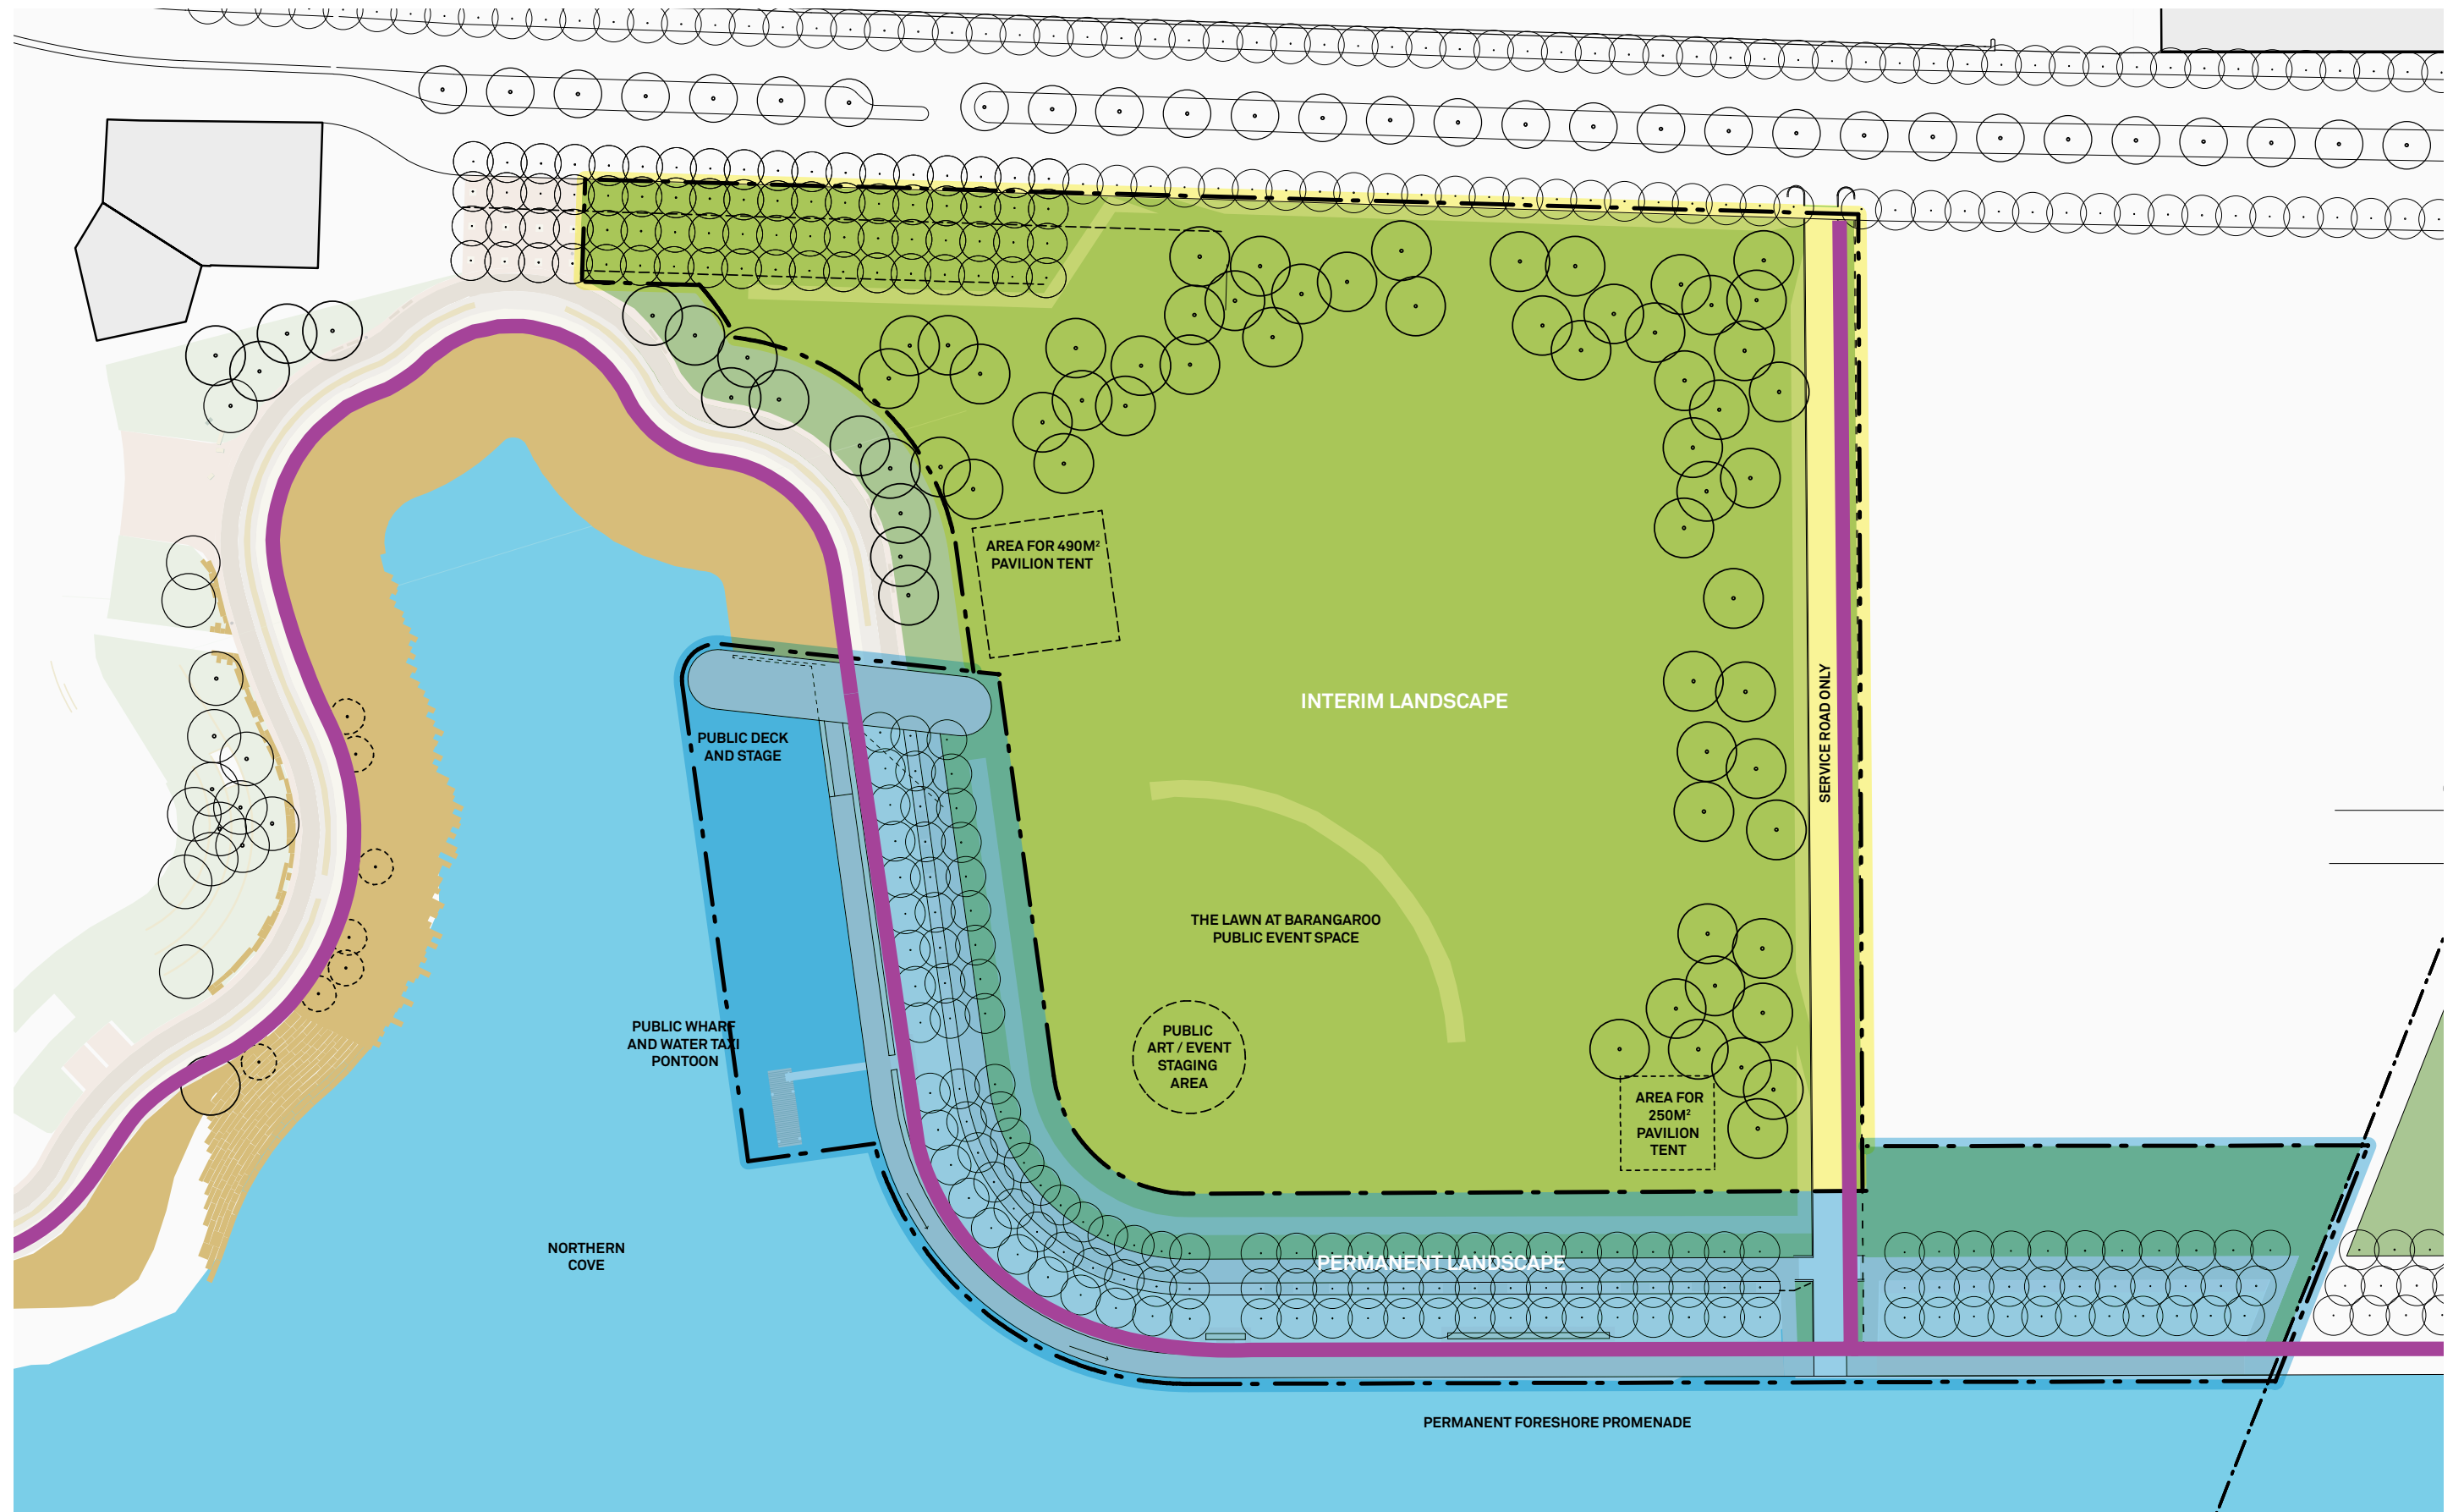 AREA FOR 490M²
PAVILION TENT
INTERIM LANDSCAPE
SERVICE ROAD ONLY
PUBLIC DECK
AND STAGE
THE LAWN AT BARANGAROO
PUBLIC EVENT SPACE
PUBLIC WHARF
AND WATER TAXI
PONTOON
PUBLIC
ART / EVENT
STAGING
AREA
AREA FOR
250M²
PAVILION
TENT
NORTHERN
COVE
PERMANENT LANDSCAPE
PERMANENT FORESHORE PROMENADE